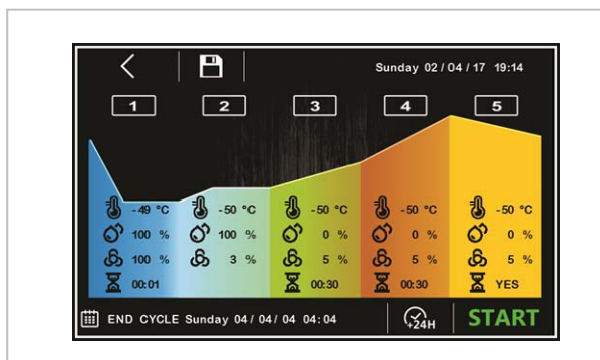 Sunday 02 / 04 / 17 19:14
1 2 3 4 5
-49 °C -50 °C -50 °C -50 °C -50 °C
100 % 100 % 0 % 0 % 0 %
100 % 3 % 5 % 5 % 5 %
00:01 00:30 00:30 YES
END CYCLE Sunday 04 / 04 / 04 04 : 04 +24H START